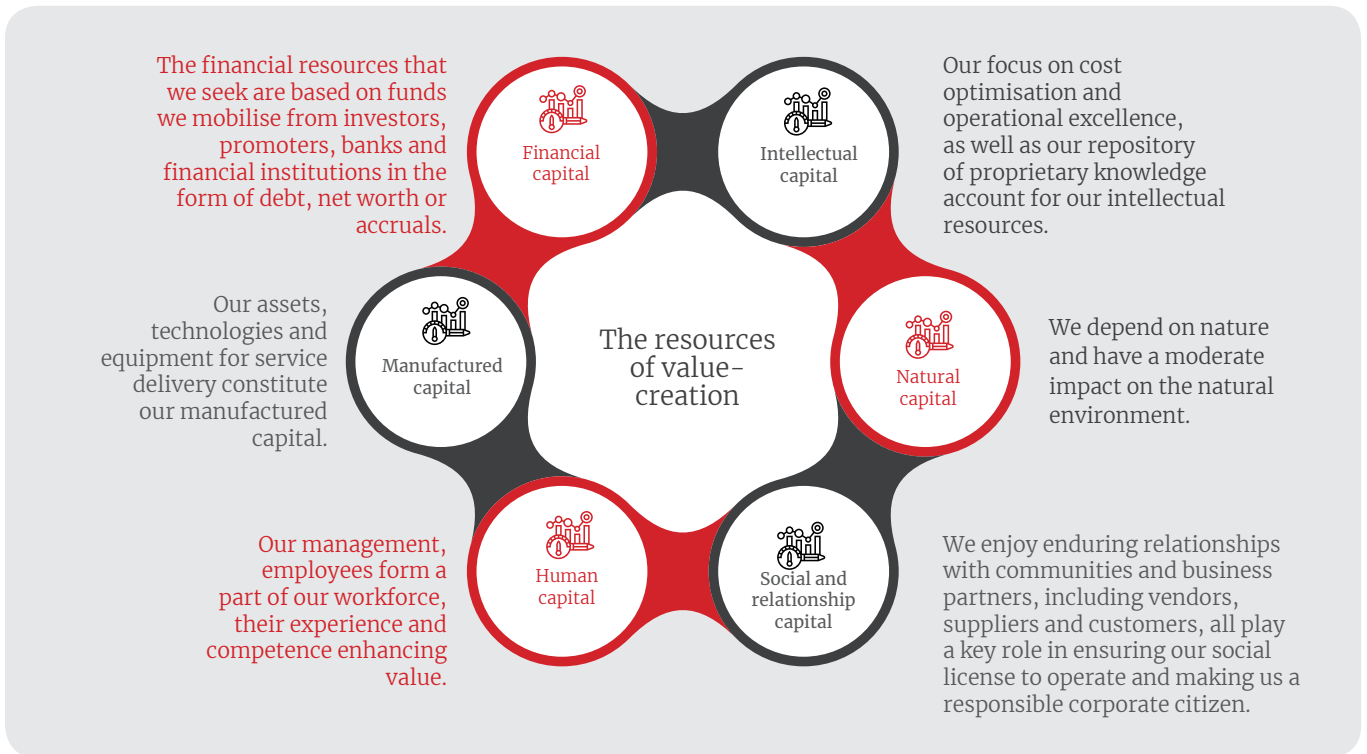 The financial resources that
we seek are based on funds
we mobilise from investors,
promoters, banks and
financial institutions in the
form of debt, net worth or
accruals.
Financial
capital
Intellectual
capital
Our focus on cost
optimisation and
operational excellence,
as well as our repository
of proprietary knowledge
account for our intellectual
resources.
Our assets,
technologies and
equipment for service
delivery constitute
our manufactured
capital.
Manufactured
capital
The resources
of value-
creation
Natural
capital
We depend on nature
and have a moderate
impact on the natural
environment.
Our management,
employees form a
part of our workforce,
their experience and
competence enhancing
value.
Human
capital
Social and
relationship
capital
We enjoy enduring relationships
with communities and business
partners, including vendors,
suppliers and customers, all play
a key role in ensuring our social
license to operate and making us a
responsible corporate citizen.